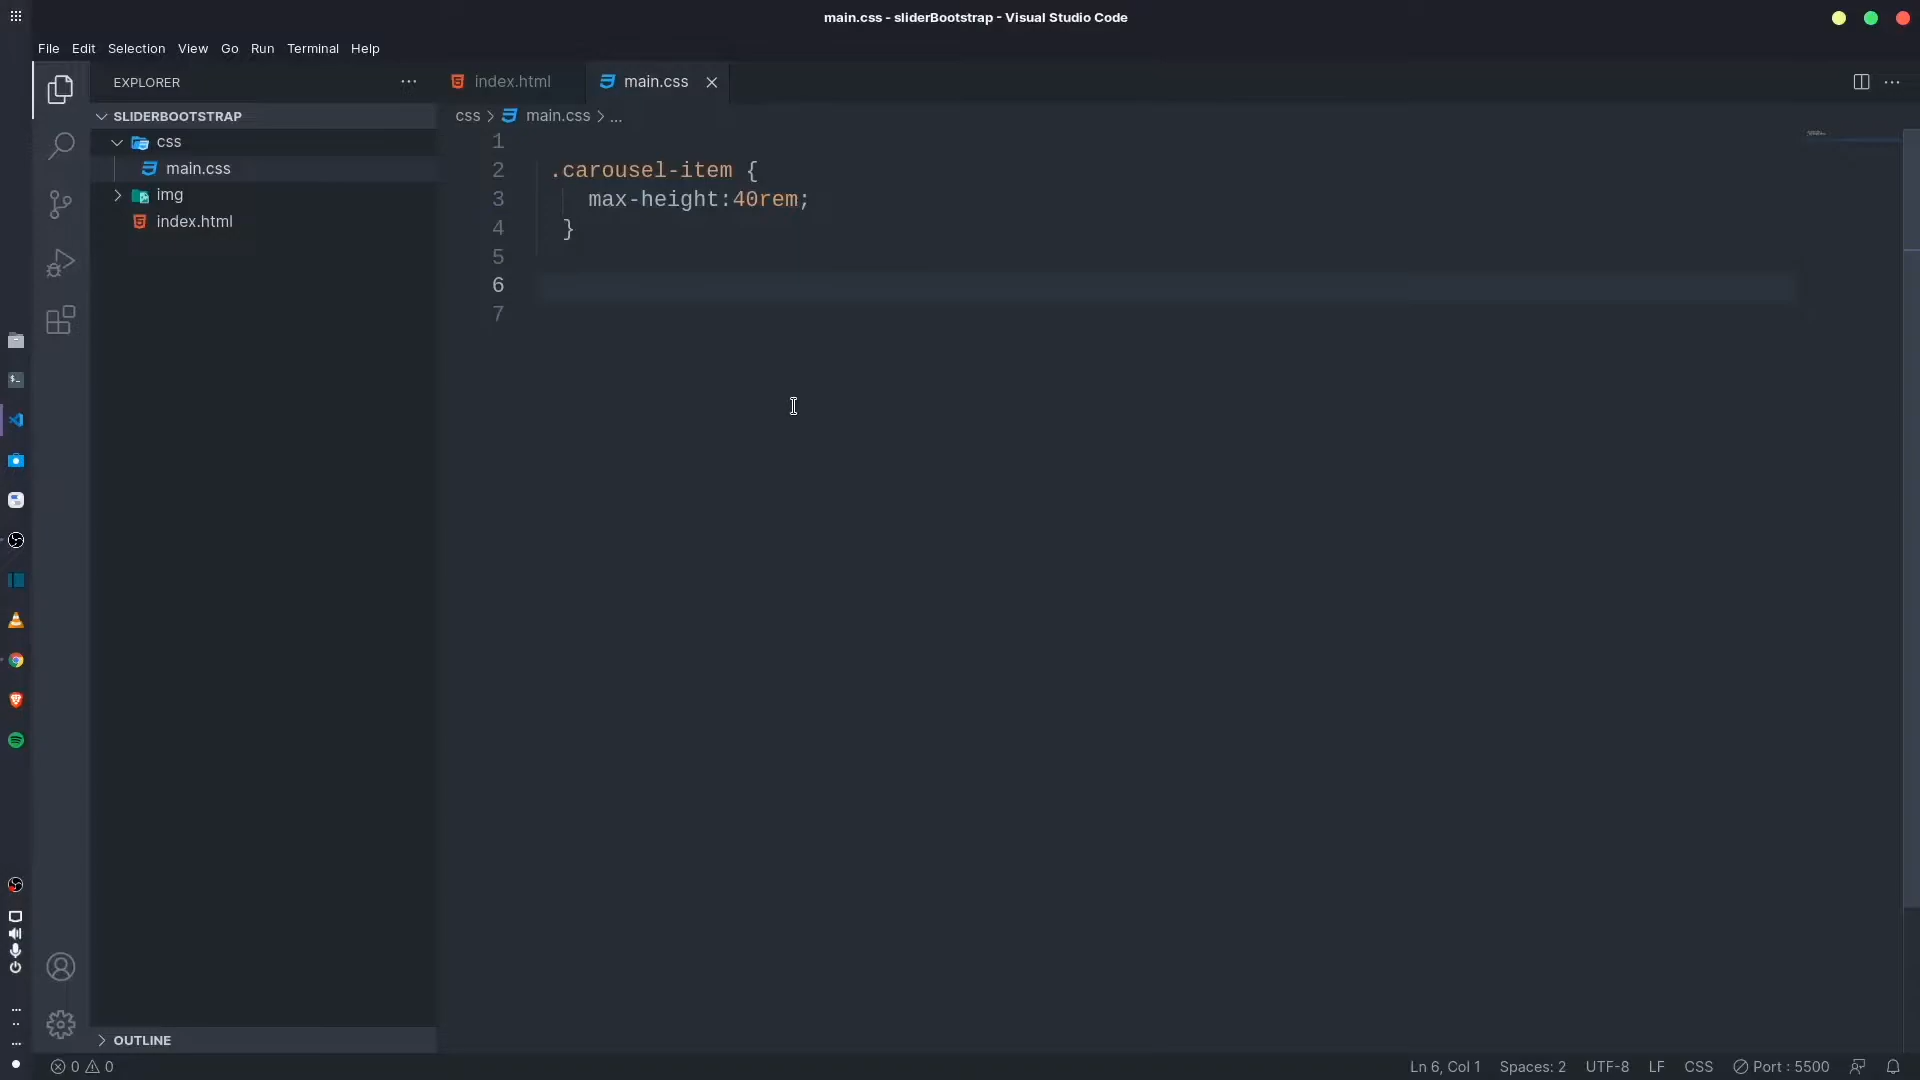 main.css - sliderBootstrap - Visual Studio Code
File Edit Selection View Go Run Terminal Help
EXPLORER
index.html
main.css
SLIDERBOOTSTRAP
css > main.css > ...
css
main.css
img
index.html
1
2 .carousel-item {
3 max-height:40rem;
4 }
5
6
7
OUTLINE
0 0
Ln 6, Col 1 Spaces: 2 UTF-8 LF CSS Port : 5500